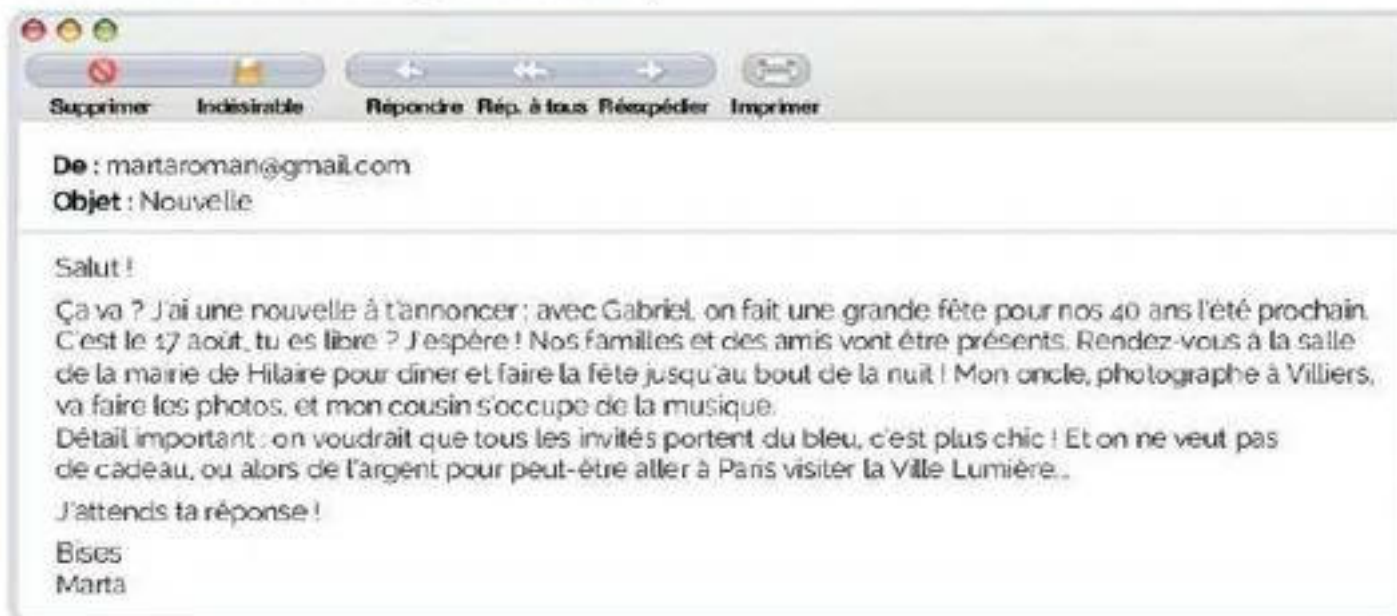 Supprimer Indésirable Répondre Rép. à tous Réexpédier Imprimer
De : martaroman@gmail.com
Objet : Nouvelle
Salut !
Ça va ? J'ai une nouvelle à t'annoncer : avec Gabriel, on fait une grande fête pour nos 40 ans l'été prochain.
C'est le 17 août, tu es libre ? J'espère ! Nos familles et des amis vont être présents. Rendez-vous à la salle
de la mairie de Hilaire pour dîner et faire la fête jusqu'au bout de la nuit ! Mon oncle, photographe à Villiers,
va faire les photos, et mon cousin s'occupe de la musique.
Détail important : on voudrait que tous les invités portent du bleu, c'est plus chic ! Et on ne veut pas
de cadeau, ou alors de l'argent pour peut-être aller à Paris visiter la Ville Lumière...
J'attends ta réponse !
Bises
Marta